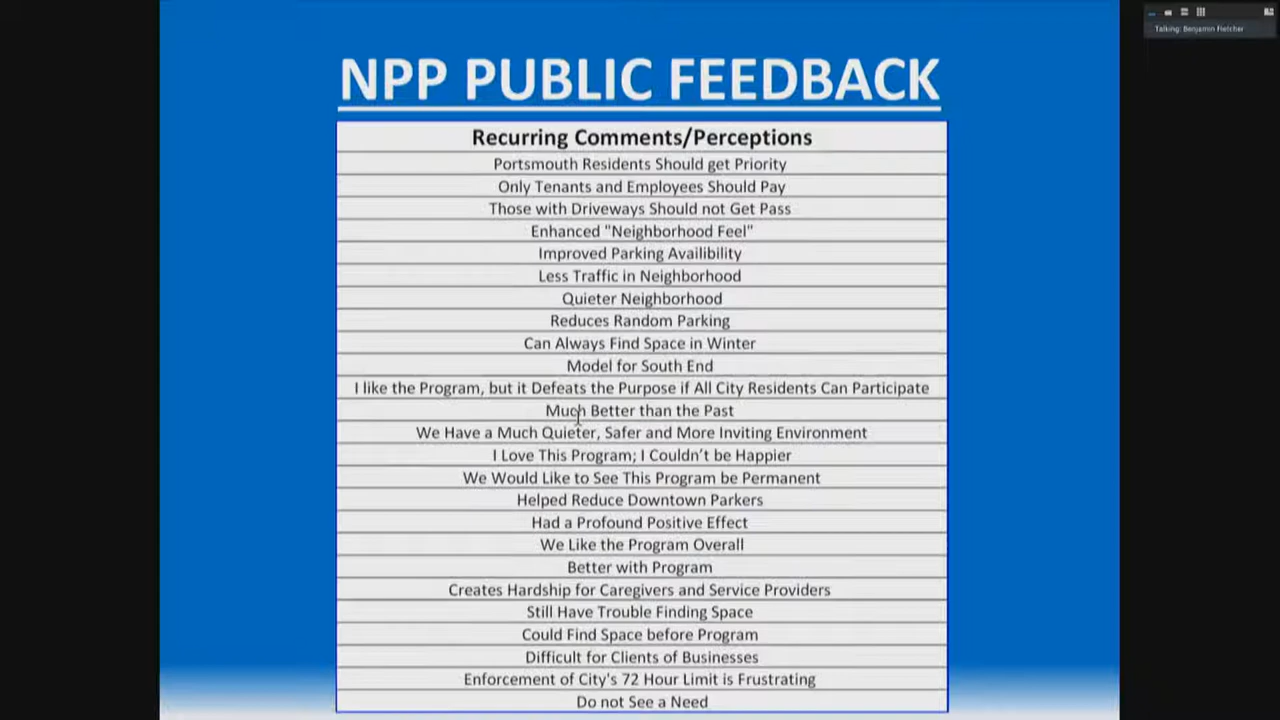 Talking: Benjamin Fletcher
NPP PUBLIC FEEDBACK
Recurring Comments/Perceptions
Portsmouth Residents Should get Priority
Only Tenants and Employees Should Pay
Those with Driveways Should not Get Pass
Enhanced "Neighborhood Feel"
Improved Parking Availibility
Less Traffic in Neighborhood
Quieter Neighborhood
Reduces Random Parking
Can Always Find Space in Winter
Model for South End
I like the Program, but it Defeats the Purpose if All City Residents Can Participate
Much Better than the Past
We Have a Much Quieter, Safer and More Inviting Environment
I Love This Program; I Couldn't be Happier
We Would Like to See This Program be Permanent
Helped Reduce Downtown Parkers
Had a Profound Positive Effect
We Like the Program Overall
Better with Program
Creates Hardship for Caregivers and Service Providers
Still Have Trouble Finding Space
Could Find Space before Program
Difficult for Clients of Businesses
Enforcement of City's 72 Hour Limit is Frustrating
Do not See a Need